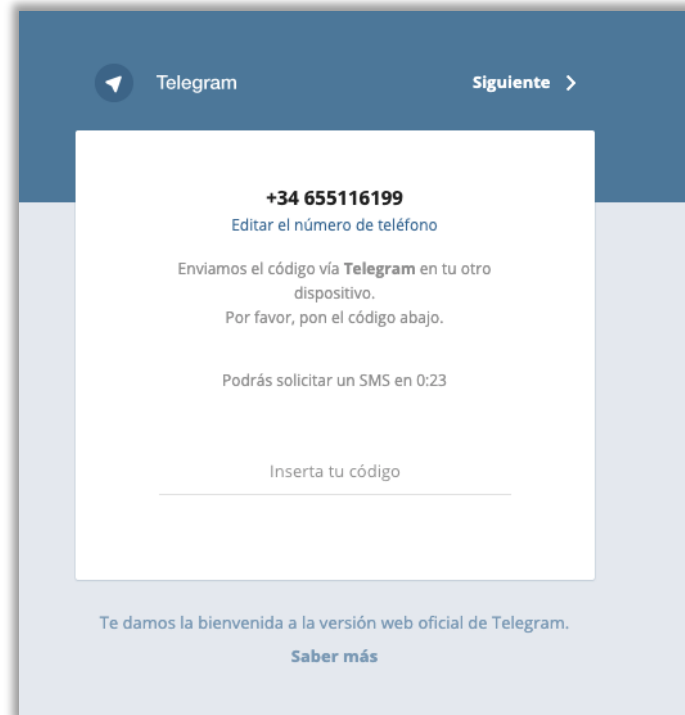 Telegram
Siguiente
+34 655116199
Editar el número de teléfono
Enviamos el código vía Telegram en tu otro
dispositivo.
Por favor, pon el código abajo.
Podrás solicitar un SMS en 0:23
Inserta tu código
Te damos la bienvenida a la versión web oficial de Telegram.
Saber más